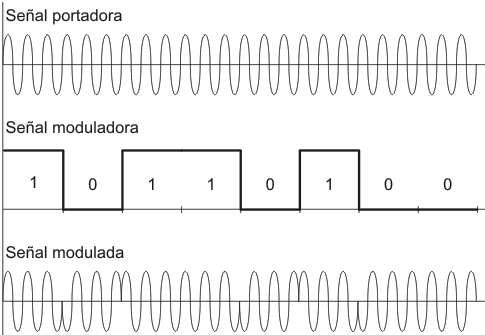 Señal portadora
Señal moduladora
1 0 1 1 0 1 0 0
Señal modulada